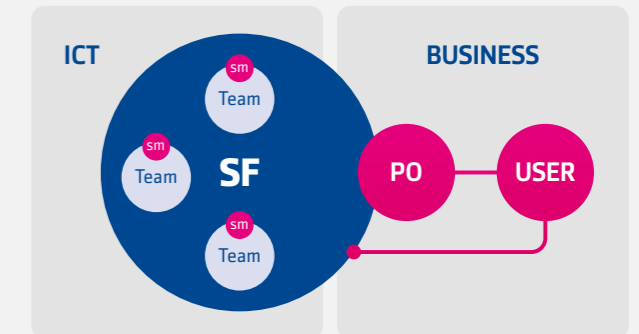 ICT
BUSINESS
sm
Team
sm
Team
SF
PO
USER
sm
Team